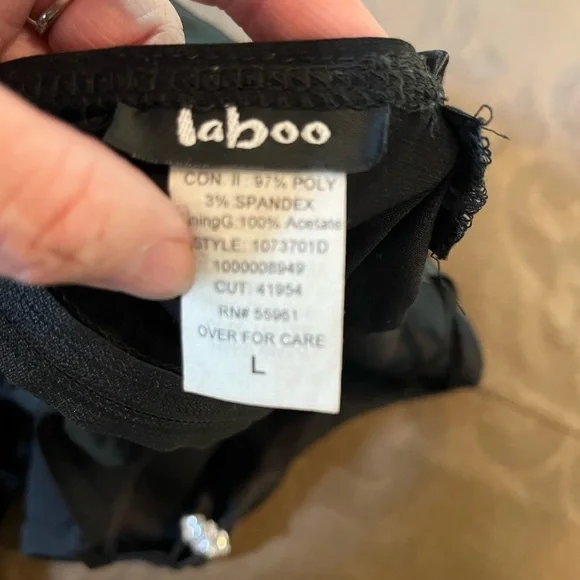 laboo
CON. II : 97% POLY
3% SPANDEX
iningG:100% Acetate
STYLE: 1073701D
1000008949
CUT: 41954
RN# 55961
OVER FOR CARE
L